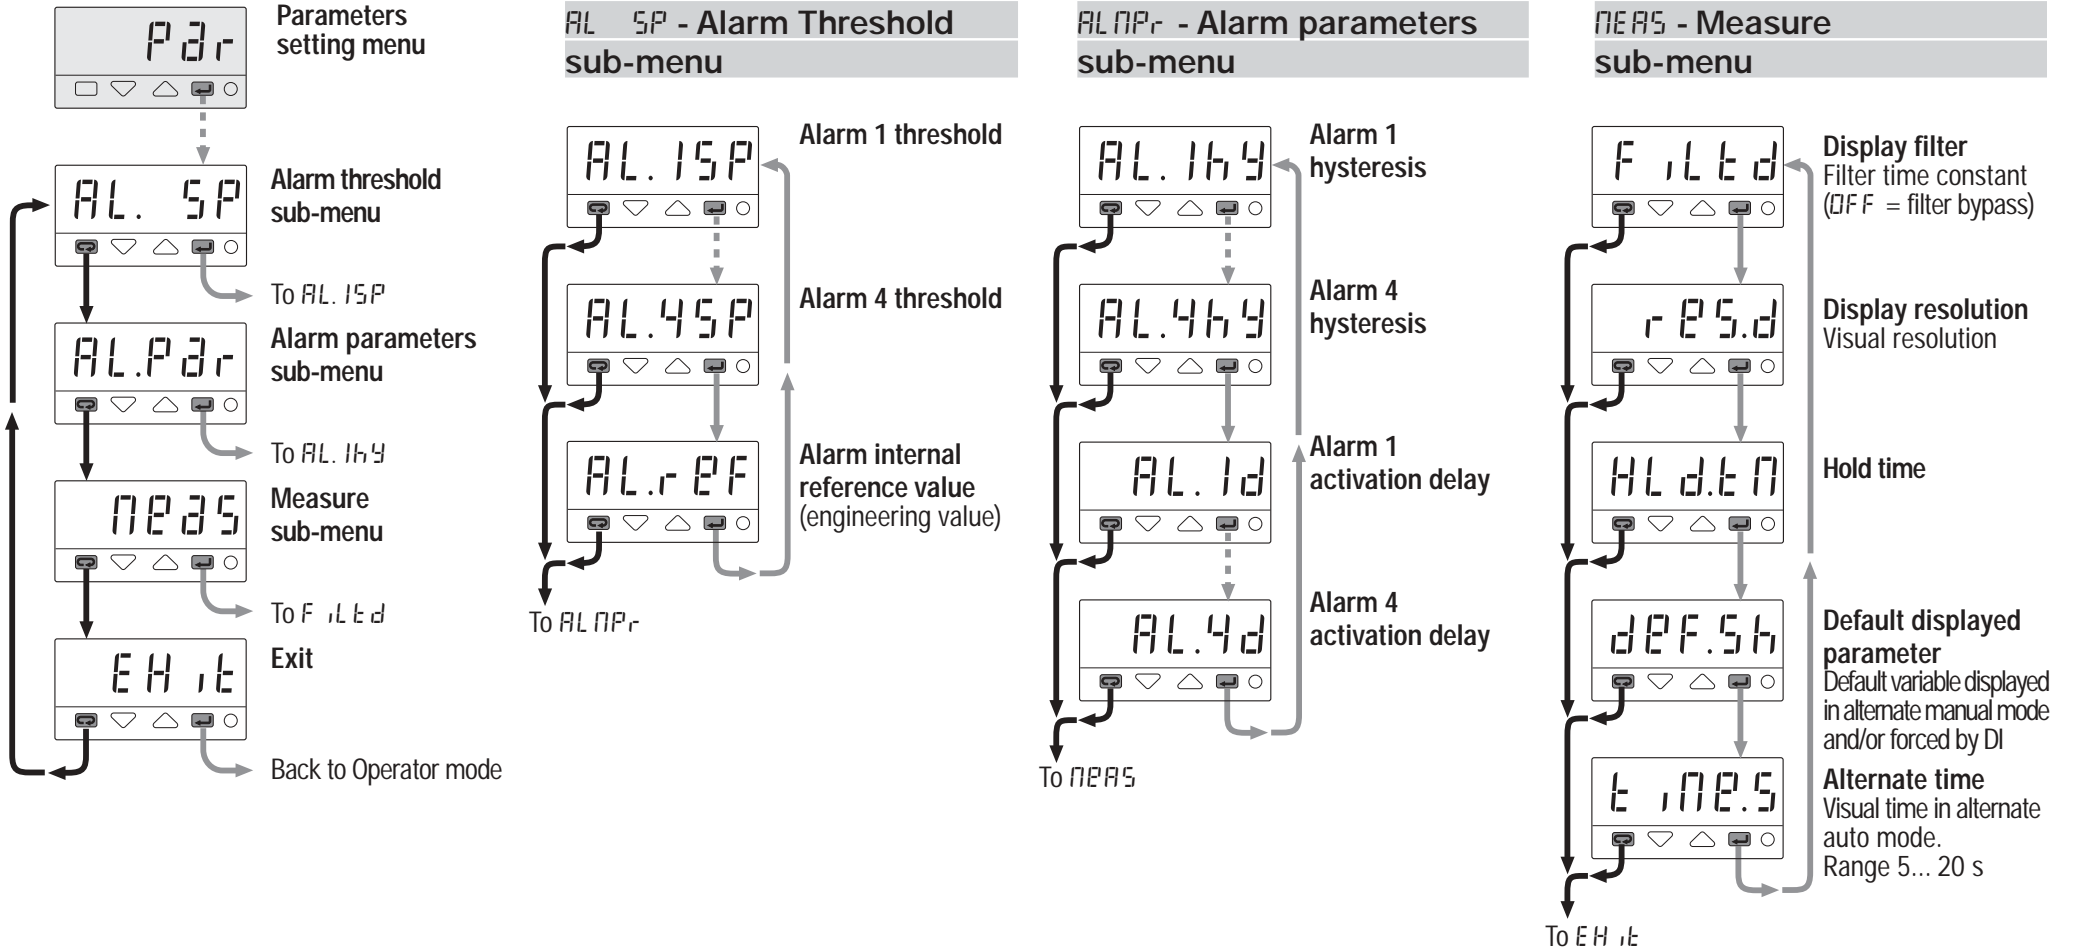 Par
Parameters
setting menu
AL. SP
Alarm threshold
sub-menu
To AL.1SP
AL.Par
Alarm parameters
sub-menu
To AL.1hy
Meas
Measure
sub-menu
To Filtd
EHit
Exit
Back to Operator mode
AL SP - Alarm Threshold
sub-menu
AL.1SP
Alarm 1 threshold
AL.4SP
Alarm 4 threshold
AL.reF
Alarm internal
reference value
(engineering value)
To ALMPr
ALMPr - Alarm parameters
sub-menu
AL.1hy
Alarm 1
hysteresis
AL.4hy
Alarm 4
hysteresis
AL.1d
Alarm 1
activation delay
AL.4d
Alarm 4
activation delay
To MeAS
MEAS - Measure
sub-menu
Filtd
Display filter
Filter time constant
(OFF = filter bypass)
res.d
Display resolution
Visual resolution
HLd.tM
Hold time
deF.Sh
Default displayed
parameter
Default variable displayed
in alternate manual mode
and/or forced by DI
tiMe.S
Alternate time
Visual time in alternate
auto mode.
Range 5... 20 s
To EHit